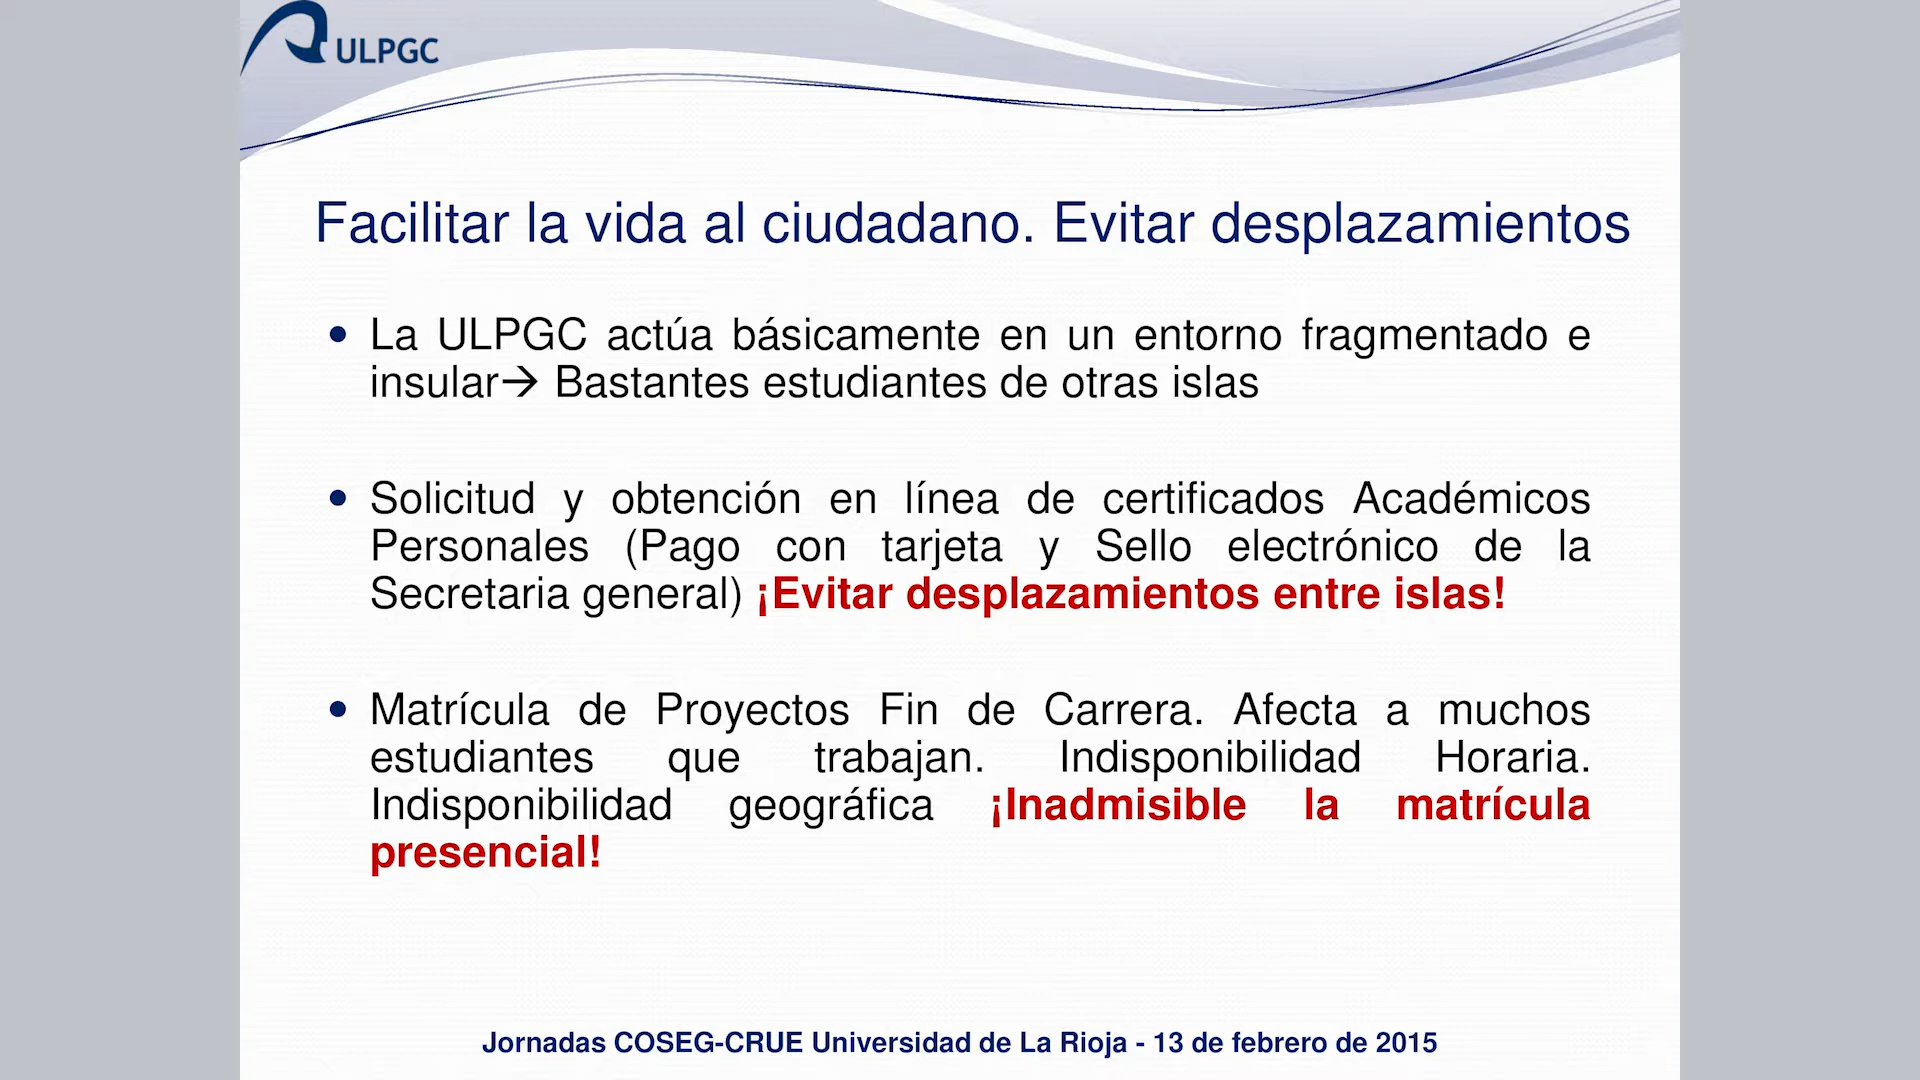 ULPGC
Facilitar la vida al ciudadano. Evitar desplazamientos
• La ULPGC actúa básicamente en un entorno fragmentado e
insular→ Bastantes estudiantes de otras islas
• Solicitud y obtención en línea de certificados Académicos
Personales (Pago con tarjeta y Sello electrónico de la
Secretaria general) ¡Evitar desplazamientos entre islas!
• Matrícula de Proyectos Fin de Carrera. Afecta a muchos
estudiantes que trabajan. Indisponibilidad Horaria.
Indisponibilidad geográfica ¡Inadmisible la matrícula
presencial!
Jornadas COSEG-CRUE Universidad de La Rioja - 13 de febrero de 2015